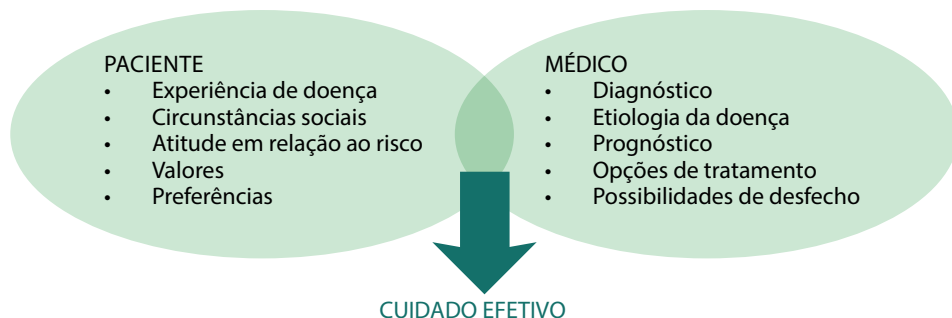 PACIENTE
• Experiência de doença
• Circunstâncias sociais
• Atitude em relação ao risco
• Valores
• Preferências
MÉDICO
• Diagnóstico
• Etiologia da doença
• Prognóstico
• Opções de tratamento
• Possibilidades de desfecho
CUIDADO EFETIVO